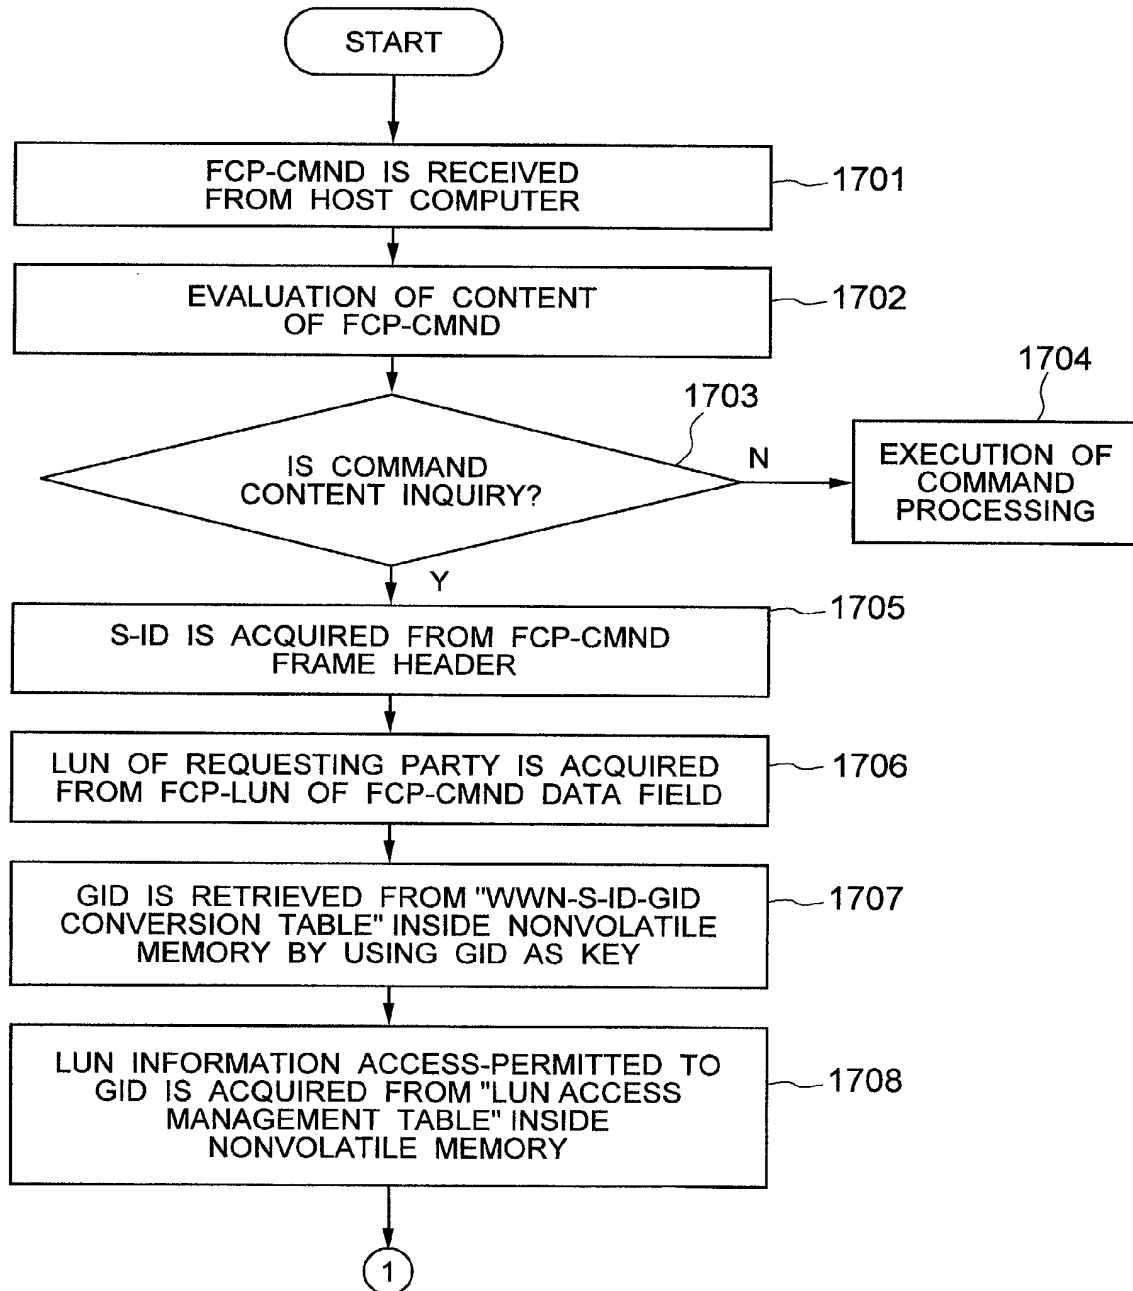 START
FCP-CMND IS RECEIVED
FROM HOST COMPUTER
1701
EVALUATION OF CONTENT
OF FCP-CMND
1702
1703
IS COMMAND
CONTENT INQUIRY?
N
1704
EXECUTION OF
COMMAND
PROCESSING
Y
S-ID IS ACQUIRED FROM FCP-CMND
FRAME HEADER
1705
LUN OF REQUESTING PARTY IS ACQUIRED
FROM FCP-LUN OF FCP-CMND DATA FIELD
1706
GID IS RETRIEVED FROM "WWN-S-ID-GID
CONVERSION TABLE" INSIDE NONVOLATILE
MEMORY BY USING GID AS KEY
1707
LUN INFORMATION ACCESS-PERMITTED TO
GID IS ACQUIRED FROM "LUN ACCESS
MANAGEMENT TABLE" INSIDE
NONVOLATILE MEMORY
1708
1